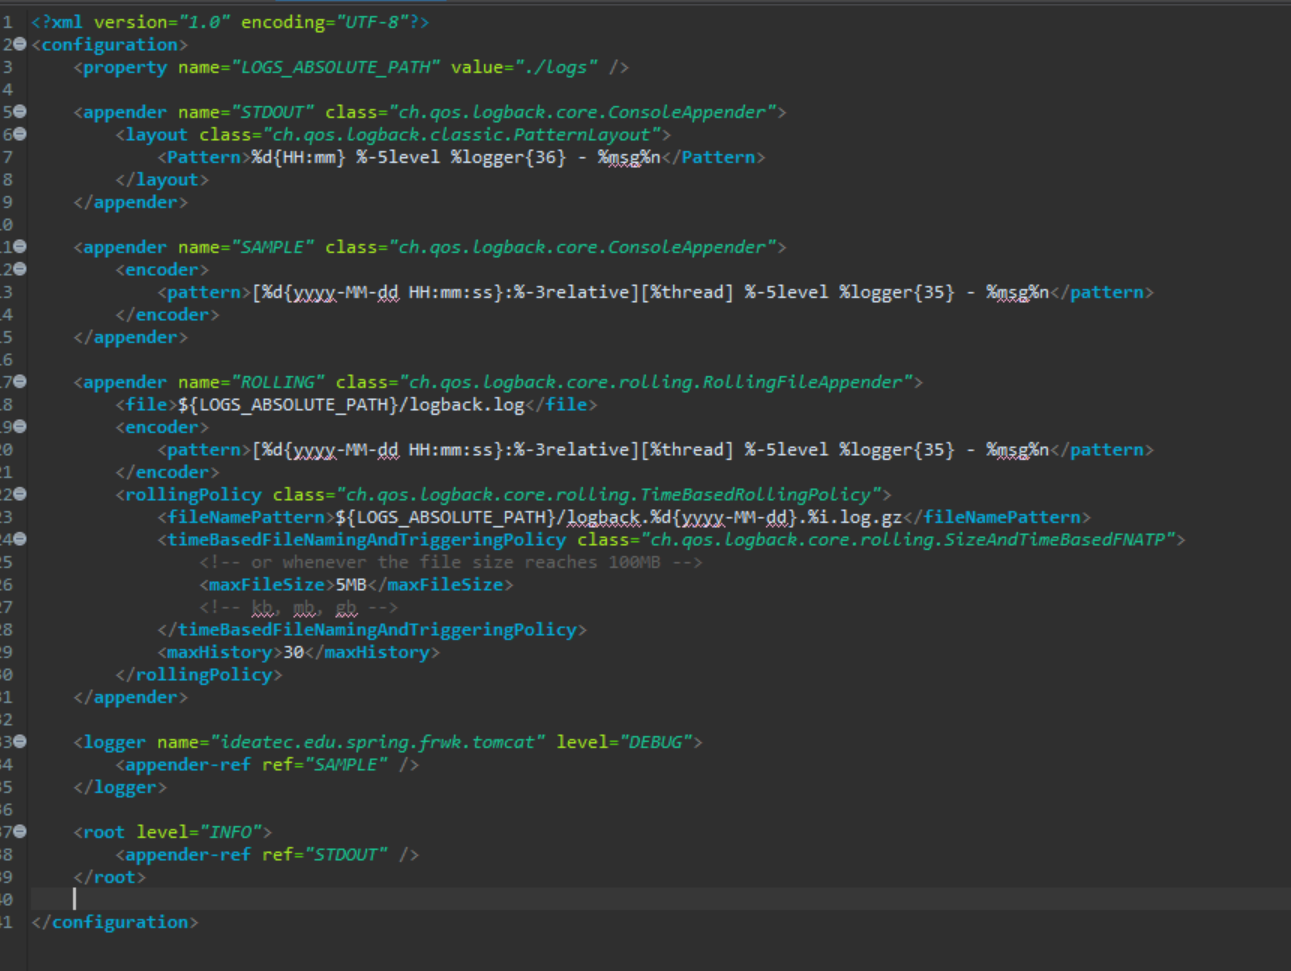 1 <?xml version="1.0" encoding="UTF-8"?>
2 <configuration>
3     <property name="LOGS_ABSOLUTE_PATH" value="./logs" />
4
5     <appender name="STDOUT" class="ch.qos.logback.core.ConsoleAppender">
6         <layout class="ch.qos.logback.classic.PatternLayout">
7             <Pattern>%d{HH:mm} %-5level %logger{36} - %msg%n</Pattern>
8         </layout>
9     </appender>
0
1     <appender name="SAMPLE" class="ch.qos.logback.core.ConsoleAppender">
2         <encoder>
3             <pattern>[%d{yyyy-MM-dd HH:mm:ss}:%-3relative][%thread] %-5level %logger{35} - %msg%n</pattern>
4         </encoder>
5     </appender>
6
7     <appender name="ROLLING" class="ch.qos.logback.core.rolling.RollingFileAppender">
8         <file>${LOGS_ABSOLUTE_PATH}/logback.log</file>
9         <encoder>
20             <pattern>[%d{yyyy-MM-dd HH:mm:ss}:%-3relative][%thread] %-5level %logger{35} - %msg%n</pattern>
21         </encoder>
22         <rollingPolicy class="ch.qos.logback.core.rolling.TimeBasedRollingPolicy">
23             <fileNamePattern>${LOGS_ABSOLUTE_PATH}/logback.%d{yyyy-MM-dd}.%i.log.gz</fileNamePattern>
24             <timeBasedFileNamingAndTriggeringPolicy class="ch.qos.logback.core.rolling.SizeAndTimeBasedFNATP">
25                 <!-- or whenever the file size reaches 100MB -->
26                 <maxFileSize>5MB</maxFileSize>
27                 <!-- kb, mb, gb -->
28             </timeBasedFileNamingAndTriggeringPolicy>
29             <maxHistory>30</maxHistory>
30         </rollingPolicy>
31     </appender>
32
33     <logger name="ideatec.edu.spring.frwk.tomcat" level="DEBUG">
34         <appender-ref ref="SAMPLE" />
35     </logger>
36
37     <root level="INFO">
38         <appender-ref ref="STDOUT" />
39     </root>
40
41 </configuration>